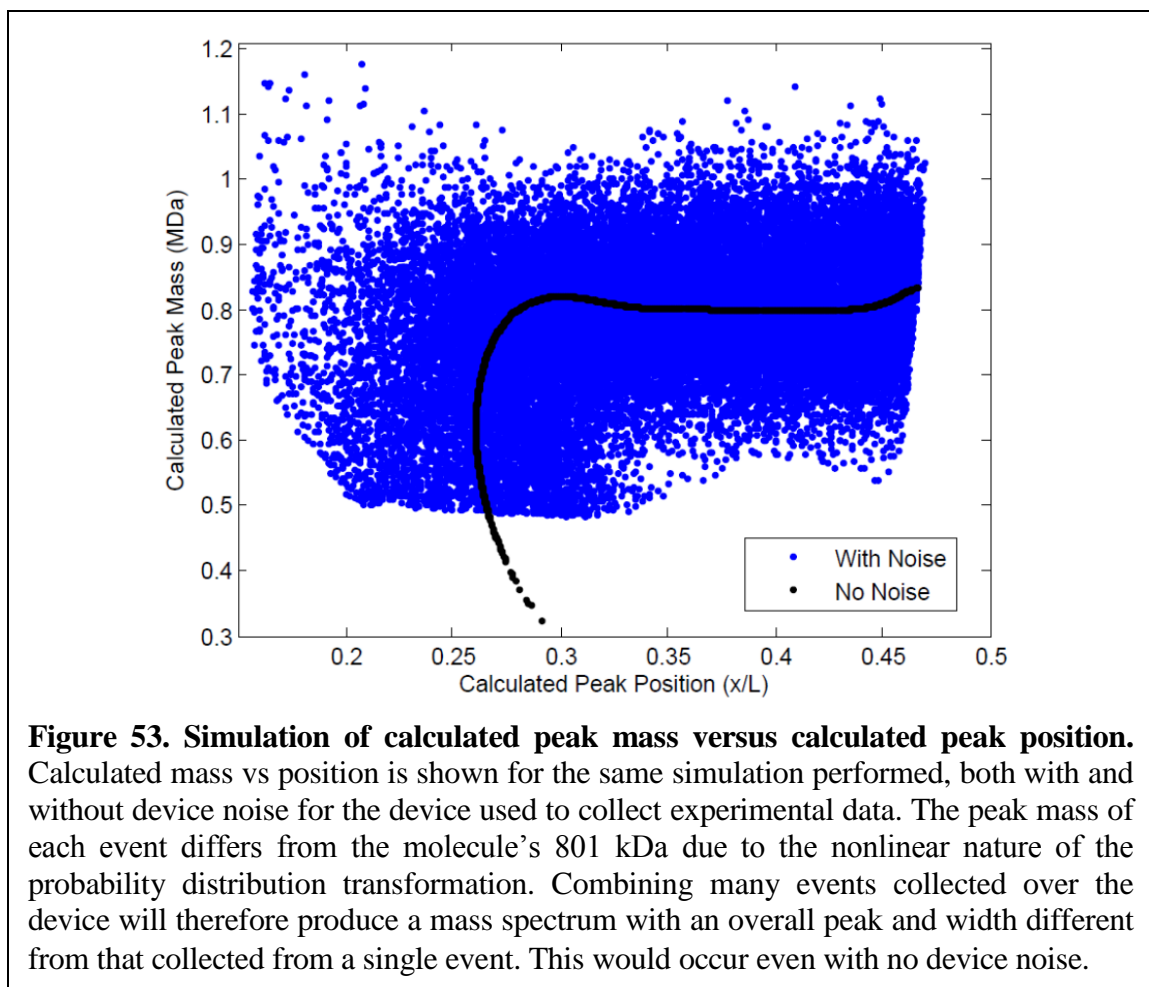 1.2
1.1
1
0.9
0.8
0.7
0.6
0.5
0.4
0.3
Calculated Peak Mass (MDa)
With Noise
No Noise
0.2 0.25 0.3 0.35 0.4 0.45 0.5
Calculated Peak Position (x/L)
Figure 53. Simulation of calculated peak mass versus calculated peak position.
Calculated mass vs position is shown for the same simulation performed, both with and
without device noise for the device used to collect experimental data. The peak mass of
each event differs from the molecule’s 801 kDa due to the nonlinear nature of the
probability distribution transformation. Combining many events collected over the
device will therefore produce a mass spectrum with an overall peak and width different
from that collected from a single event. This would occur even with no device noise.